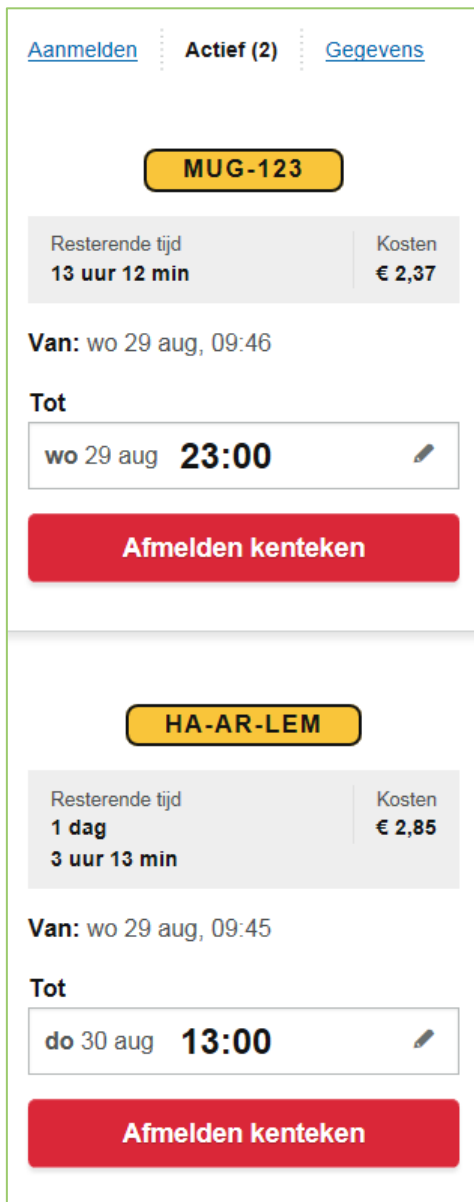 Aanmelden Actief (2) Gegevens
MUG-123
Resterende tijd Kosten
13 uur 12 min € 2,37
Van: wo 29 aug, 09:46
Tot
wo 29 aug 23:00
Afmelden kenteken
HA-AR-LEM
Resterende tijd Kosten
1 dag € 2,85
3 uur 13 min
Van: wo 29 aug, 09:45
Tot
do 30 aug 13:00
Afmelden kenteken